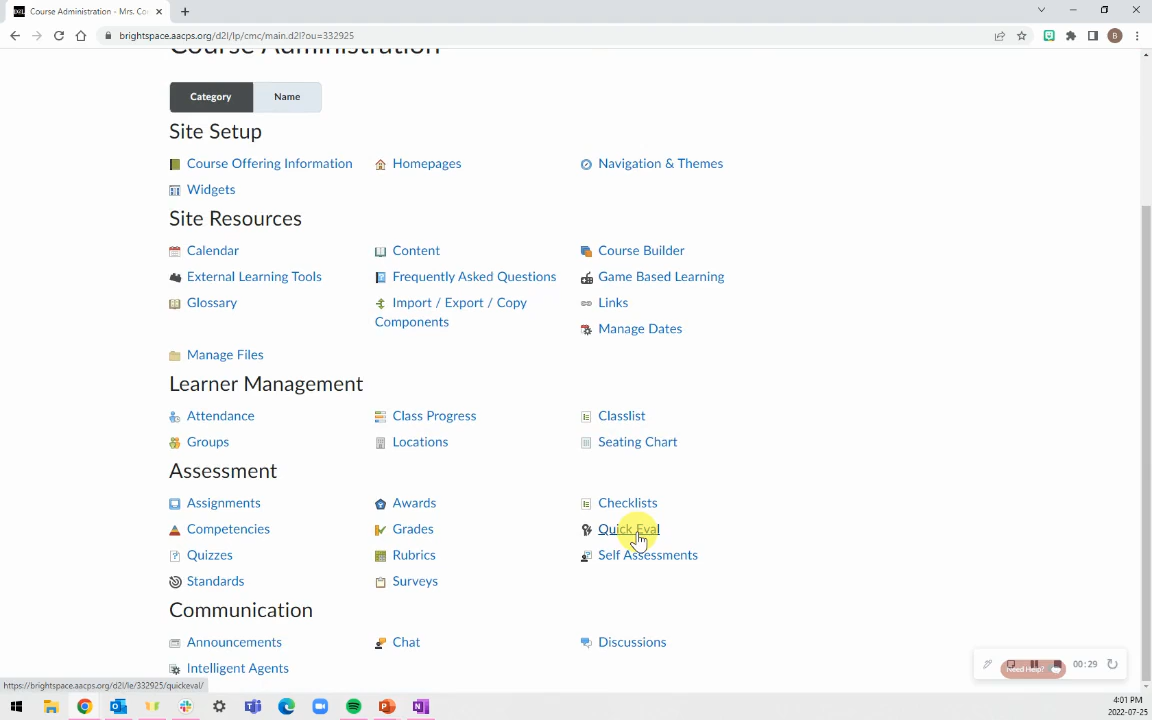 D2L Course Administration - Mrs. Co
brightspace.aacps.org/d2l/lp/cmc/main.d2l?ou=332925
B
Course Administration
Category Name
Site Setup
Course Offering Information Homepages Navigation & Themes
Widgets
Site Resources
Calendar Content Course Builder
External Learning Tools Frequently Asked Questions Game Based Learning
Glossary Import / Export / Copy Links
Components Manage Dates
Manage Files
Learner Management
Attendance Class Progress Classlist
Groups Locations Seating Chart
Assessment
Assignments Awards Checklists
Competencies Grades Quick Eval
Quizzes Rubrics Self Assessments
Standards Surveys
Communication
Announcements Chat Discussions
Intelligent Agents
Need Help? 00:29
https://brightspace.aacps.org/d2l/le/332925/quickeval/
4:01 PM
2022-07-25